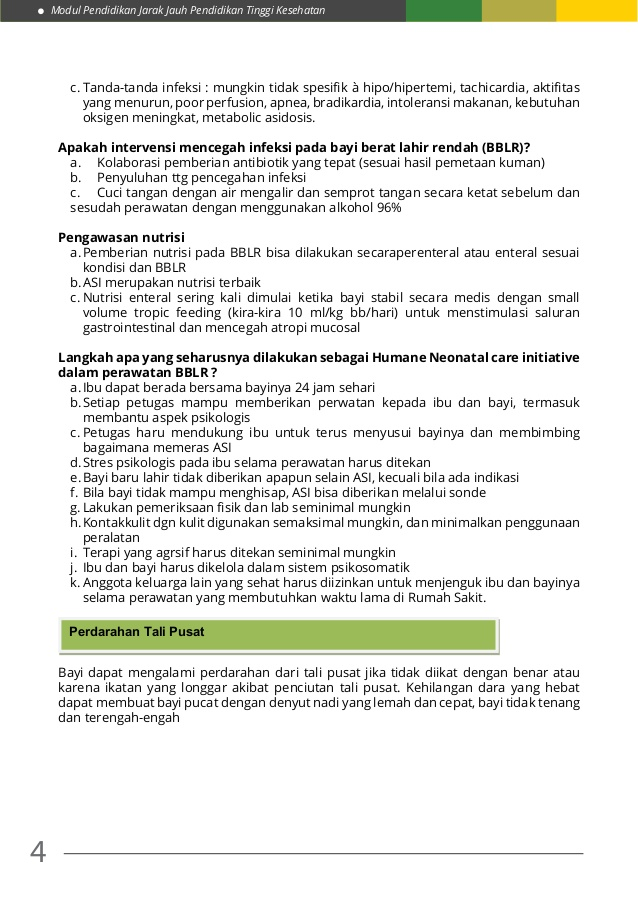 ● Modul Pendidikan Jarak Jauh Pendidikan Tinggi Kesehatan
c. Tanda-tanda infeksi : mungkin tidak spesifik à hipo/hipertemi, tachicardia, aktifitas
yang menurun, poor perfusion, apnea, bradikardia, intoleransi makanan, kebutuhan
oksigen meningkat, metabolic asidosis.
Apakah intervensi mencegah infeksi pada bayi berat lahir rendah (BBLR)?
a. Kolaborasi pemberian antibiotik yang tepat (sesuai hasil pemetaan kuman)
b. Penyuluhan ttg pencegahan infeksi
c. Cuci tangan dengan air mengalir dan semprot tangan secara ketat sebelum dan
sesudah perawatan dengan menggunakan alkohol 96%
Pengawasan nutrisi
a. Pemberian nutrisi pada BBLR bisa dilakukan secaraperenteral atau enteral sesuai
kondisi dan BBLR
b. ASI merupakan nutrisi terbaik
c. Nutrisi enteral sering kali dimulai ketika bayi stabil secara medis dengan small
volume tropic feeding (kira-kira 10 ml/kg bb/hari) untuk menstimulasi saluran
gastrointestinal dan mencegah atropi mucosal
Langkah apa yang seharusnya dilakukan sebagai Humane Neonatal care initiative
dalam perawatan BBLR ?
a. Ibu dapat berada bersama bayinya 24 jam sehari
b. Setiap petugas mampu memberikan perwatan kepada ibu dan bayi, termasuk
membantu aspek psikologis
c. Petugas haru mendukung ibu untuk terus menyusui bayinya dan membimbing
bagaimana memeras ASI
d. Stres psikologis pada ibu selama perawatan harus ditekan
e. Bayi baru lahir tidak diberikan apapun selain ASI, kecuali bila ada indikasi
f. Bila bayi tidak mampu menghisap, ASI bisa diberikan melalui sonde
g. Lakukan pemeriksaan fisik dan lab seminimal mungkin
h. Kontakkulit dgn kulit digunakan semaksimal mungkin, dan minimalkan penggunaan
peralatan
i. Terapi yang agrsif harus ditekan seminimal mungkin
j. Ibu dan bayi harus dikelola dalam sistem psikosomatik
k. Anggota keluarga lain yang sehat harus diizinkan untuk menjenguk ibu dan bayinya
selama perawatan yang membutuhkan waktu lama di Rumah Sakit.
Perdarahan Tali Pusat
Bayi dapat mengalami perdarahan dari tali pusat jika tidak diikat dengan benar atau
karena ikatan yang longgar akibat penciutan tali pusat. Kehilangan dara yang hebat
dapat membuat bayi pucat dengan denyut nadi yang lemah dan cepat, bayi tidak tenang
dan terengah-engah
4